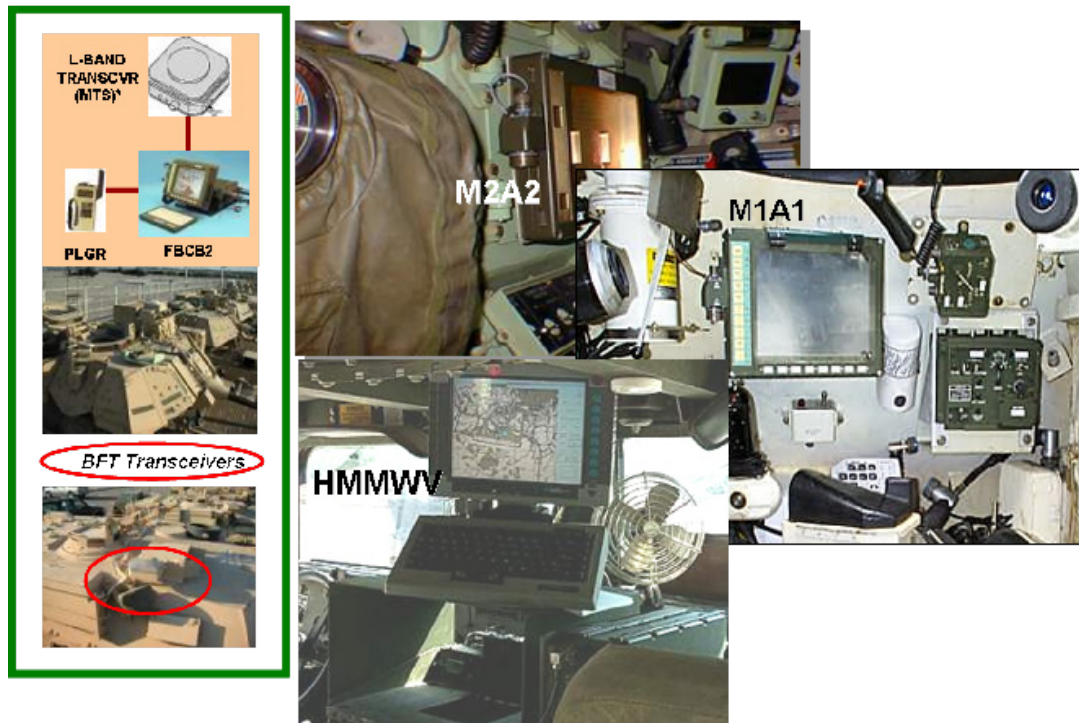 L-BAND
TRANSCVR
(MTS)*
PLGR
FBCB2
BFT Transceivers
M2A2
M1A1
HMMWV